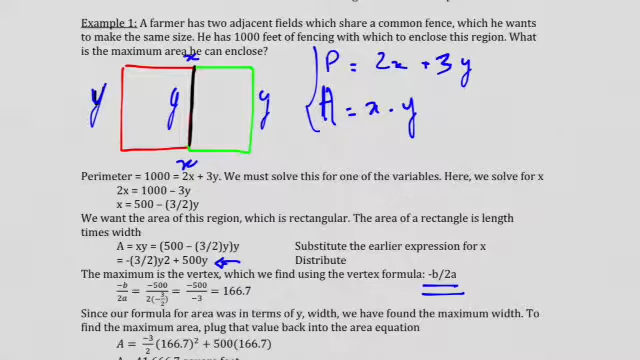 Example 1: A farmer has two adjacent fields which share a common fence, which he wants
to make the same size. He has 1000 feet of fencing with which to enclose this region. What
is the maximum area he can enclose?
x
P = 2x + 3y
y y y
A = x · y
x
Perimeter = 1000 = 2x + 3y. We must solve this for one of the variables. Here, we solve for x
2x = 1000 – 3y
x = 500 – (3/2)y
We want the area of this region, which is rectangular. The area of a rectangle is length
times width
A = xy = (500 – (3/2)y)y Substitute the earlier expression for x
= -(3/2)y2 + 500y Distribute
The maximum is the vertex, which we find using the vertex formula: -b/2a
-b/2a = -500/2(-3/2) = -500/-3 = 166.7
Since our formula for area was in terms of y, width, we have found the maximum width. To
find the maximum area, plug that value back into the area equation
A = -3/2 (166.7)² + 500(166.7)